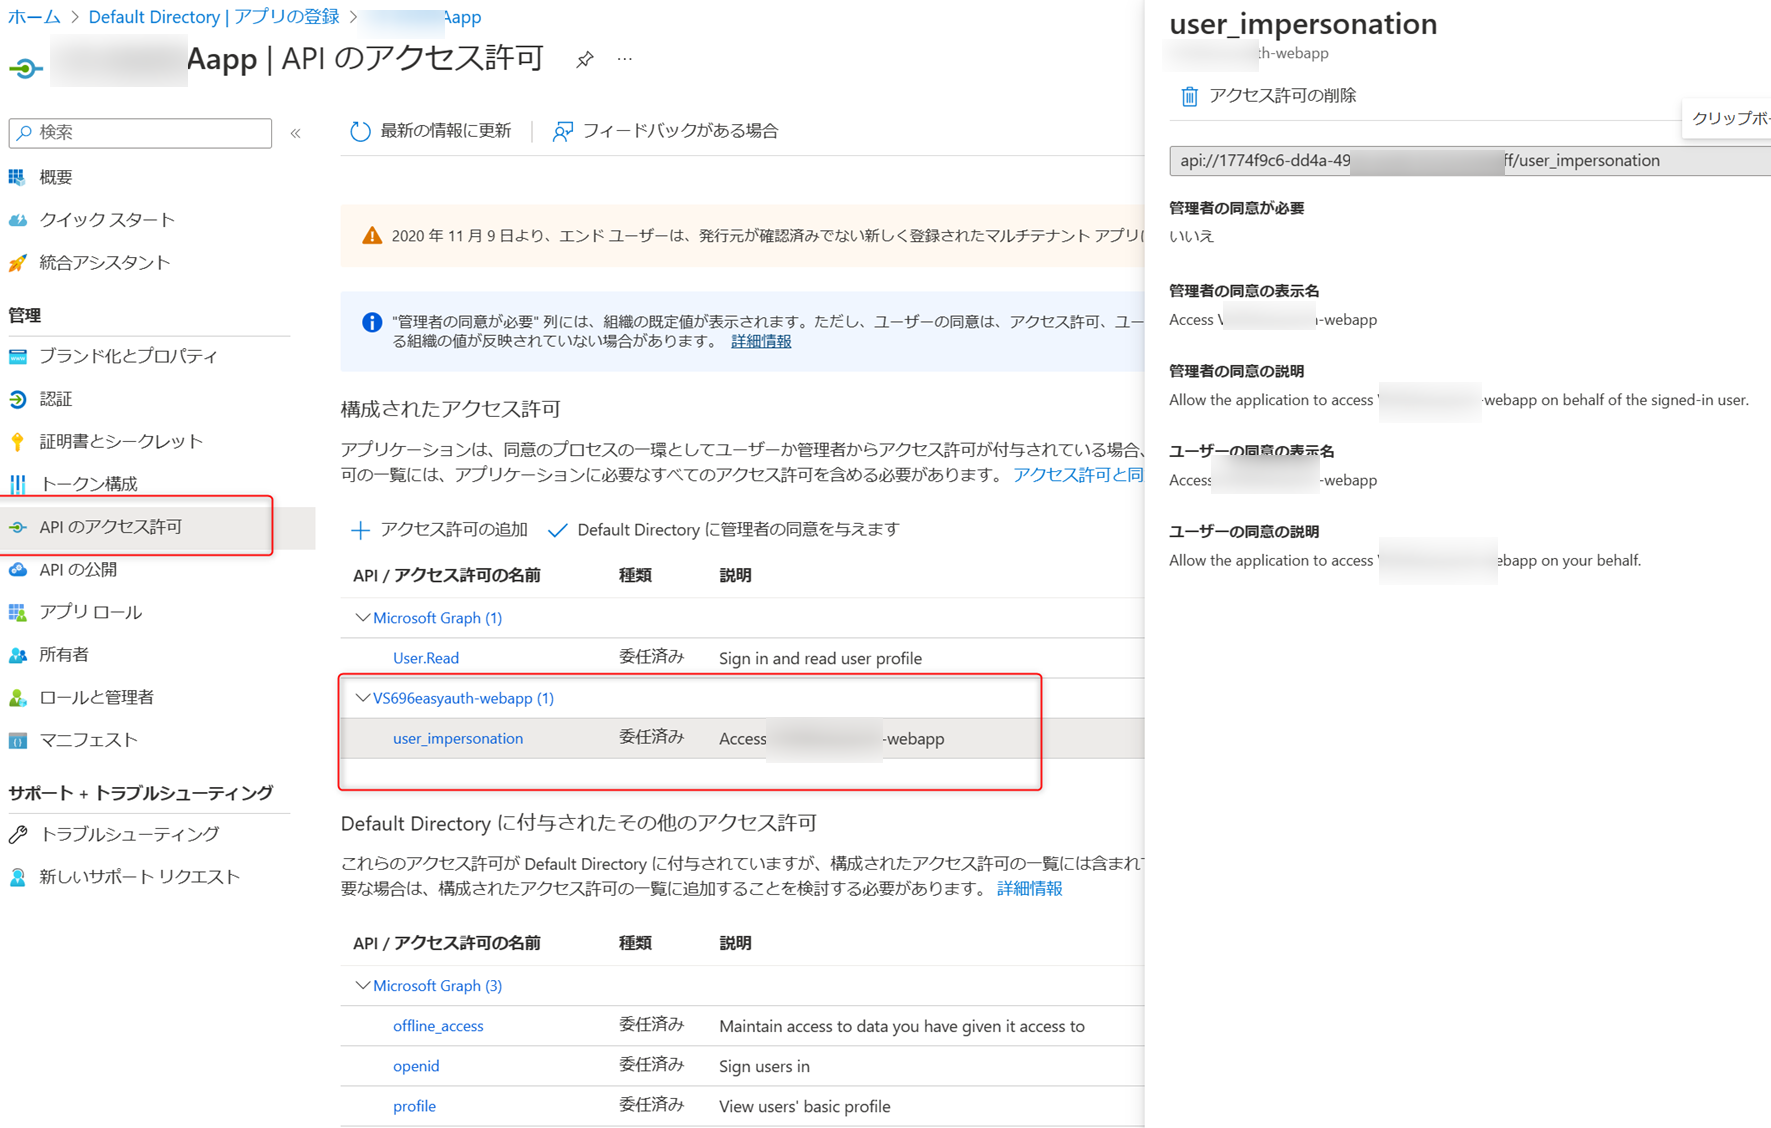 ホーム > Default Directory | アプリの登録 > Aapp
Aapp | API のアクセス許可
検索
概要
クイック スタート
統合アシスタント
管理
ブランド化とプロパティ
認証
証明書とシークレット
トークン構成
API のアクセス許可
API の公開
アプリ ロール
所有者
ロールと管理者
マニフェスト
サポート + トラブルシューティング
トラブルシューティング
新しいサポート リクエスト
最新の情報に更新
フィードバックがある場合
2020 年 11 月 9 日より、エンド ユーザーは、発行元が確認済みでない新しく登録されたマルチテナント アプリ
"管理者の同意が必要" 列には、組織の既定値が表示されます。ただし、ユーザーの同意は、アクセス許可、ユー
る組織の値が反映されていない場合があります。 詳細情報
構成されたアクセス許可
アプリケーションは、同意のプロセスの一環としてユーザーか管理者からアクセス許可が付与されている場合、
可の一覧には、アプリケーションに必要なすべてのアクセス許可を含める必要があります。 アクセス許可と同
アクセス許可の追加
Default Directory に管理者の同意を与えます
API / アクセス許可の名前 種類 説明
Microsoft Graph (1)
User.Read 委任済み Sign in and read user profile
VS696easyauth-webapp (1)
user_impersonation 委任済み Access -webapp
Default Directory に付与されたその他のアクセス許可
これらのアクセス許可が Default Directory に付与されていますが、構成されたアクセス許可の一覧には含まれ
要な場合は、構成されたアクセス許可の一覧に追加することを検討する必要があります。 詳細情報
API / アクセス許可の名前 種類 説明
Microsoft Graph (3)
offline_access 委任済み Maintain access to data you have given it access to
openid 委任済み Sign users in
profile 委任済み View users' basic profile
user_impersonation
th-webapp
アクセス許可の削除
クリップボー
api://1774f9c6-dd4a-49 ff/user_impersonation
管理者の同意が必要
いいえ
管理者の同意の表示名
Access -webapp
管理者の同意の説明
Allow the application to access -webapp on behalf of the signed-in user.
ユーザーの同意の表示名
Access -webapp
ユーザーの同意の説明
Allow the application to access ebapp on your behalf.